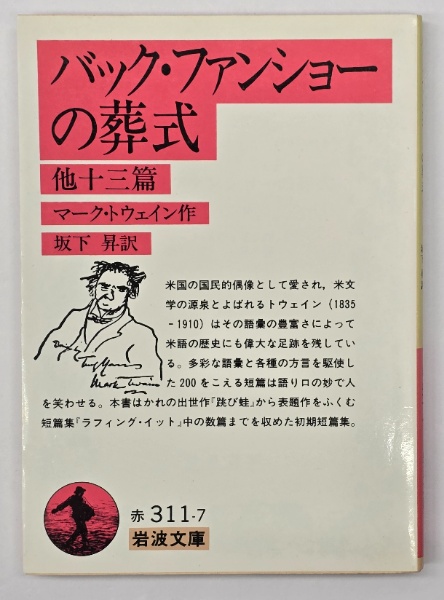 バック・ファンショー
の葬式
他十三篇
マーク・トウェイン作
坂下 昇訳
米国の国民的偶像として愛され，米文
学の源泉とよばれるトウェイン（1835
-1910）はその語彙の豊富さによって
米語の歴史にも偉大な足跡を残してい
る。多彩な語彙と各種の方言を駆使し
た200をこえる短篇は語り口の妙で人
を笑わせる。本書はかれの出世作『跳び蛙』から表題作をふくむ
短篇集『ラフィング・イット』中の数篇までを収めた初期短篇集。
Mark Twain
赤 311-7
岩波文庫